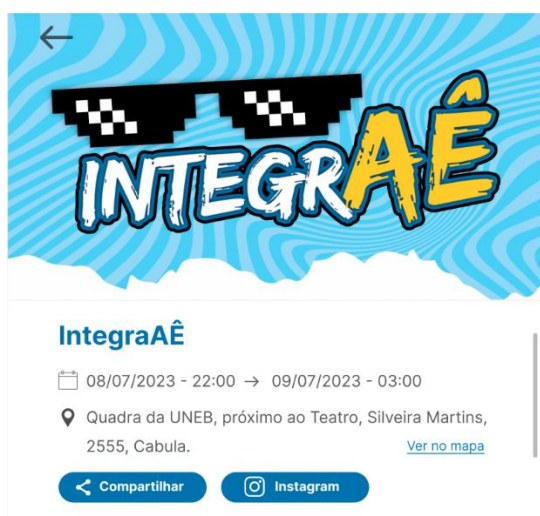 INTEGRAÊ
IntegraAÊ
08/07/2023 - 22:00 → 09/07/2023 - 03:00
Quadra da UNEB, próximo ao Teatro, Silveira Martins,
2555, Cabula.
Ver no mapa
Compartilhar
Instagram